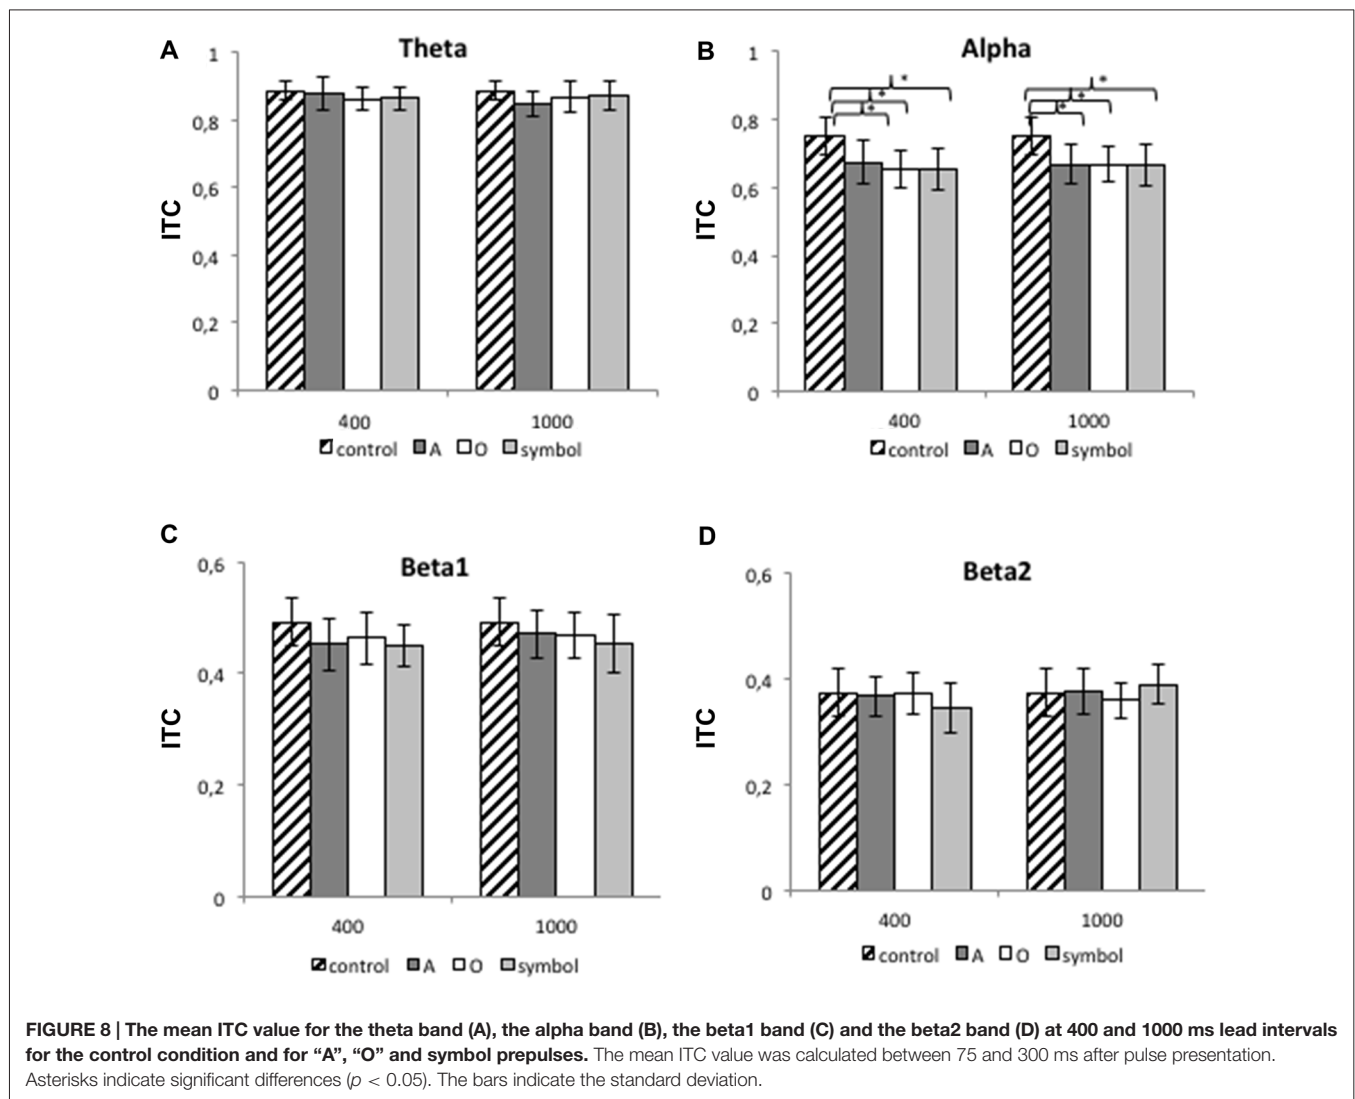 A Theta
1
0,8
0,6
0,4
0,2
0
ITC
400 1000
control A O symbol
B Alpha
1
0,8
0,6
0,4
0,2
0
ITC
* * *
* * *
400 1000
control A O symbol
C Beta1
0,6
0,4
0,2
0
ITC
400 1000
control A O symbol
D Beta2
0,6
0,4
0,2
0
ITC
400 1000
control A O symbol
FIGURE 8 | The mean ITC value for the theta band (A), the alpha band (B), the beta1 band (C) and the beta2 band (D) at 400 and 1000 ms lead intervals
for the control condition and for “A”, “O” and symbol prepulses. The mean ITC value was calculated between 75 and 300 ms after pulse presentation.
Asterisks indicate significant differences (p < 0.05). The bars indicate the standard deviation.